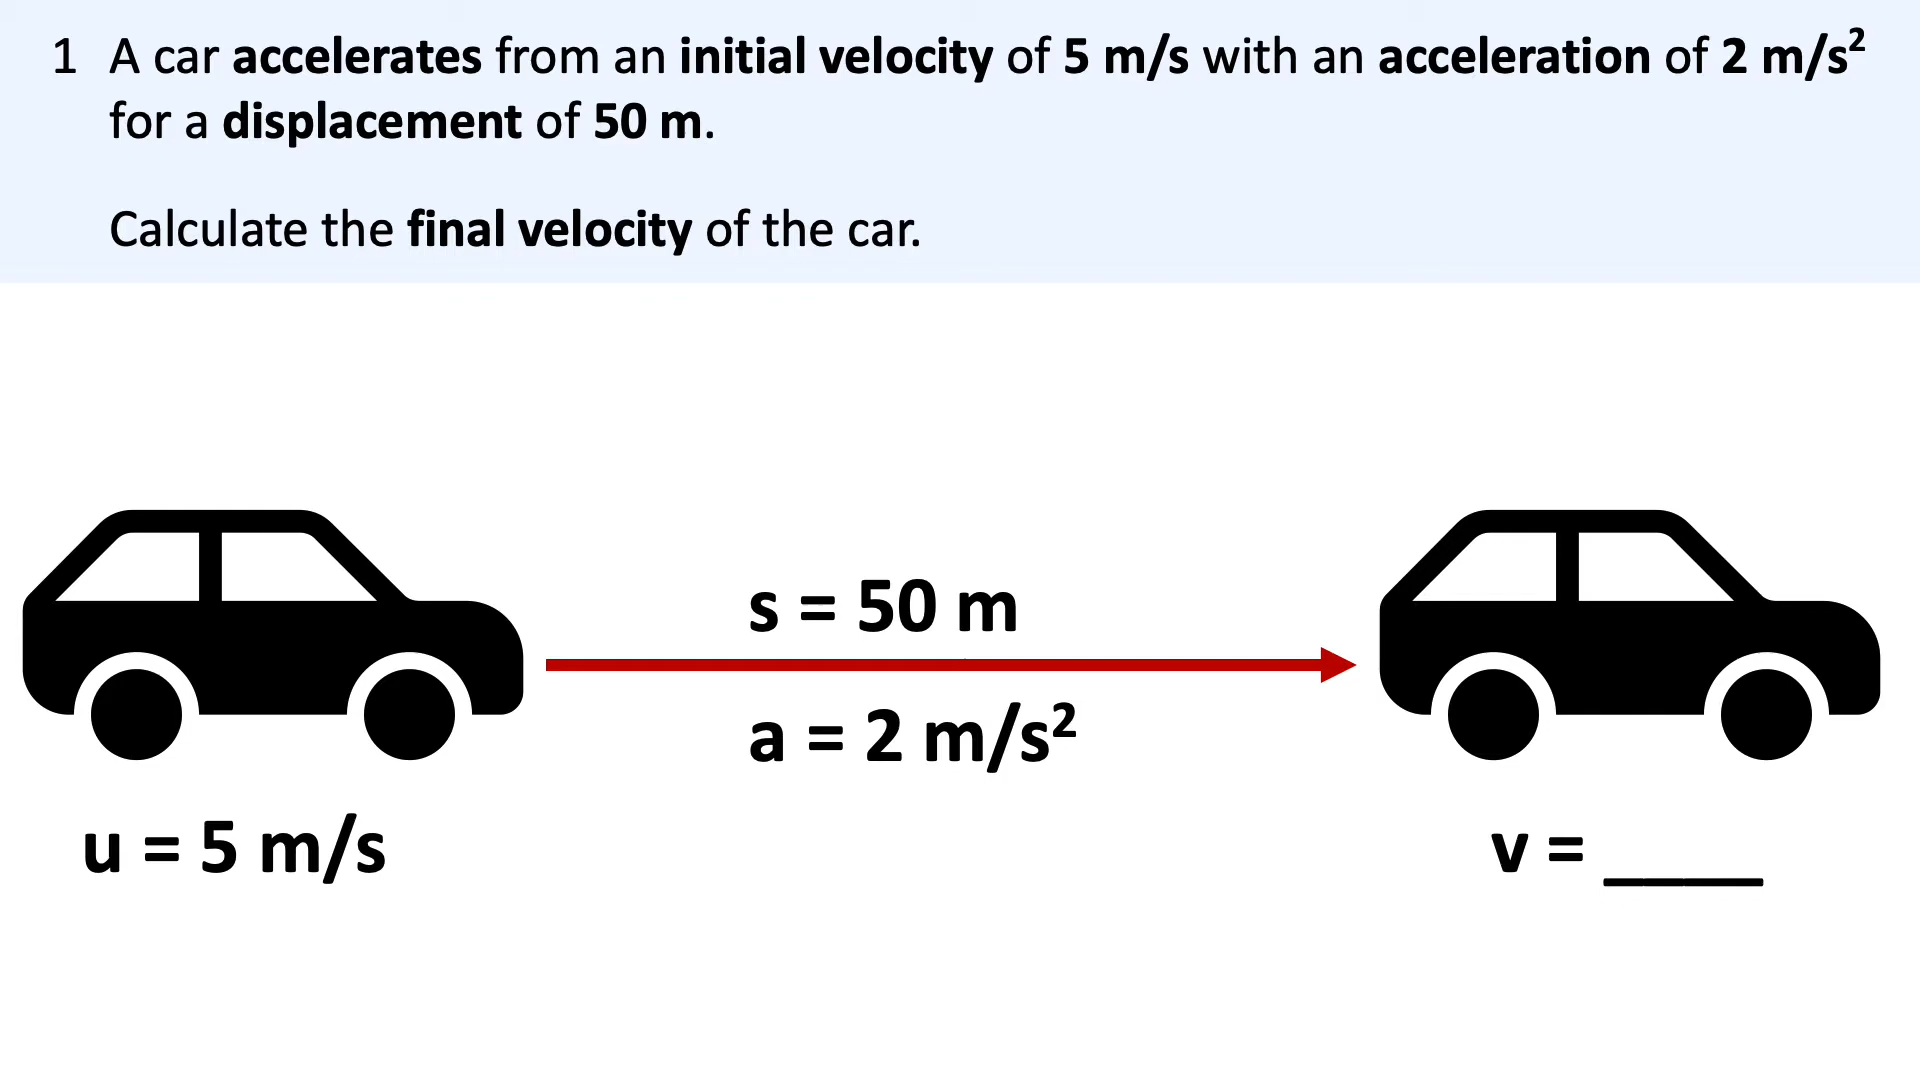 1 A car accelerates from an initial velocity of 5 m/s with an acceleration of 2 m/s²
for a displacement of 50 m.
Calculate the final velocity of the car.
s = 50 m
a = 2 m/s²
u = 5 m/s
v = ____